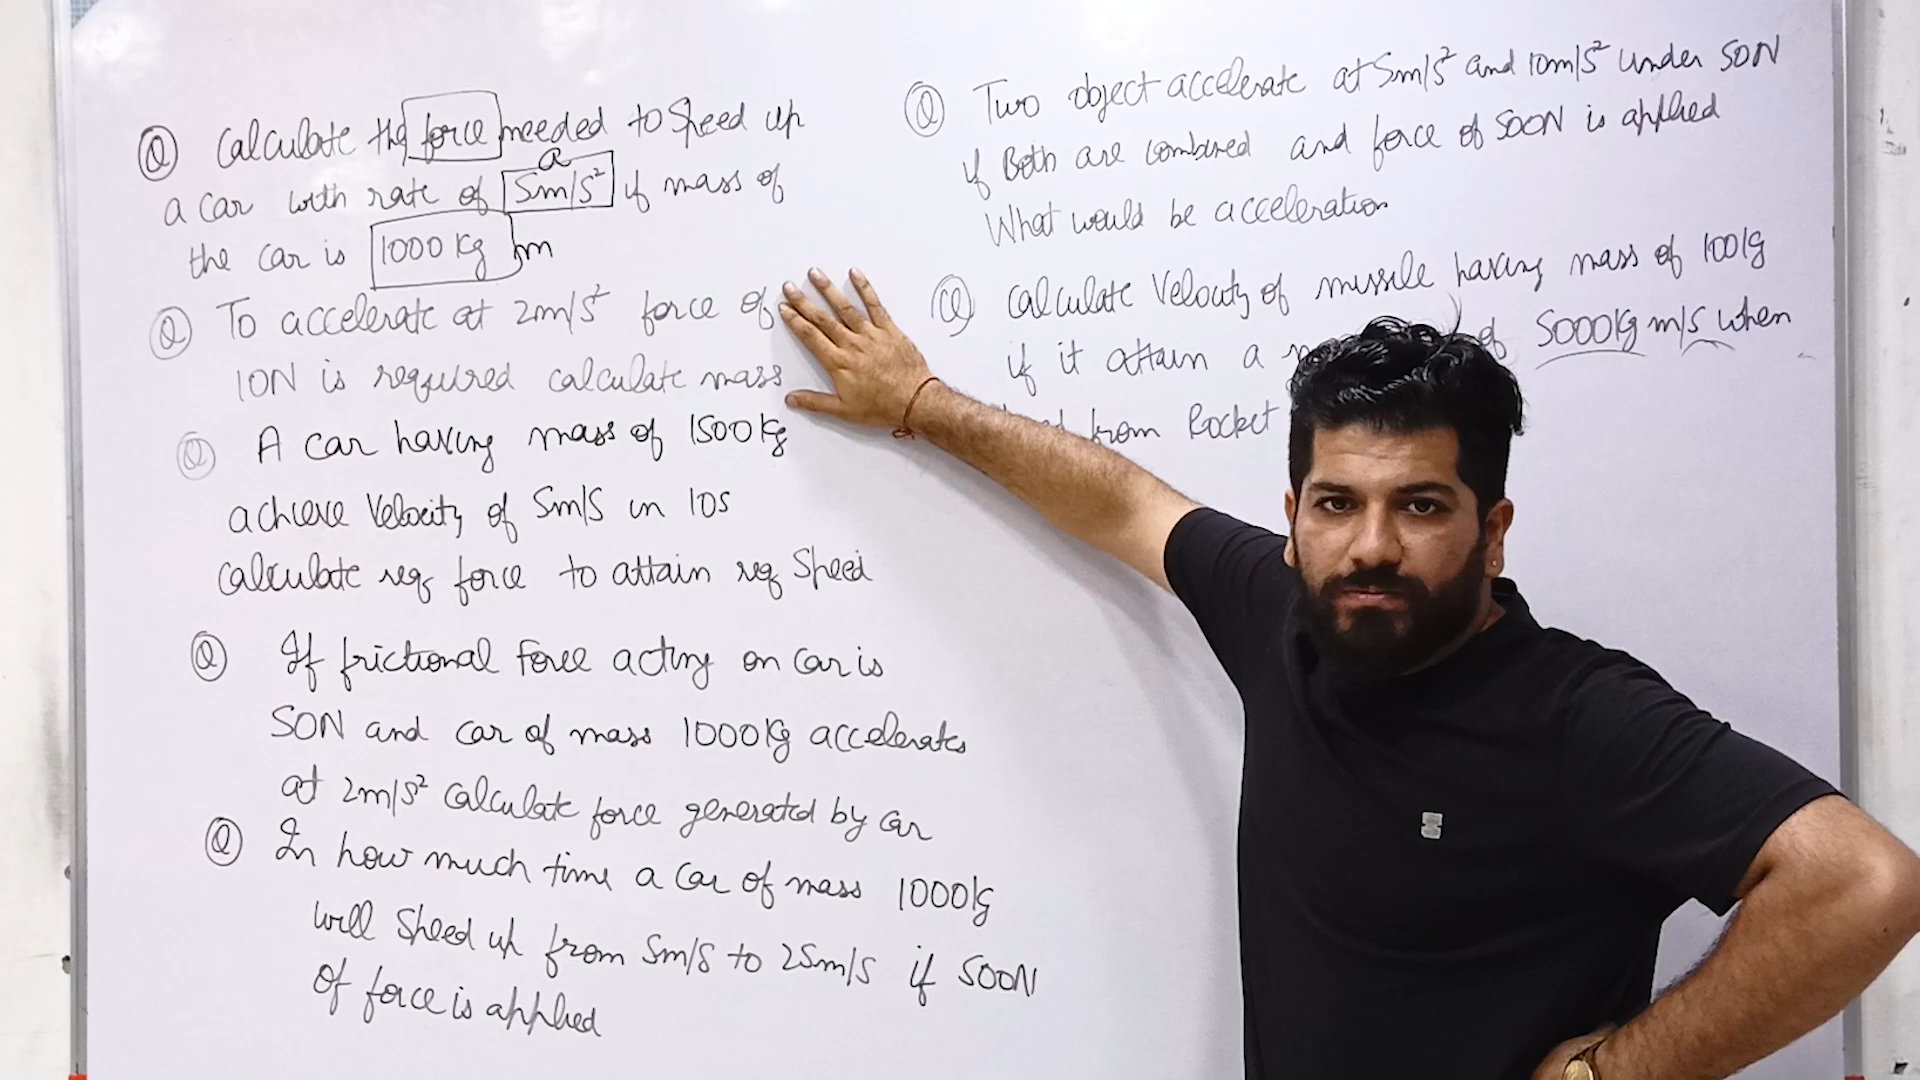 Q Calculate the force needed to speed up
a
a car with rate of 5m/s² if mass of
the car is 1000 kg m
Q To accelerate at 2m/s² force of
10N is required calculate mass
Q A car having mass of 1500 kg
achieve velocity of 5m/s in 10s
calculate req force to attain req speed
Q If frictional force acting on car is
50N and car of mass 1000kg accelerates
at 2m/s² calculate force generated by car
Q In how much time a car of mass 1000kg
will speed up from 5m/s to 25m/s if 500N
of force is applied
Q Two object accelerate at 5m/s² and 10m/s² under 50N
if Both are combined and force of 500N is applied
What would be acceleration
Q Calculate velocity of missile having mass of 100kg
if it attain a of 5000kg m/s when
from Rocket